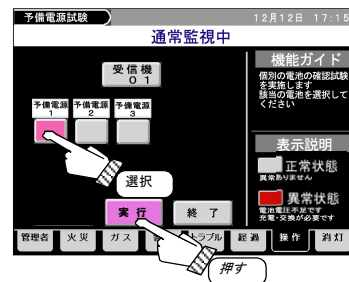 予備電源試験
12月12日 17:15
通常監視中
受信機
01
予備電源
1
予備電源
2
予備電源
3
選択
実行
終了
機能ガイド
個別の電池の確認試験
を実施します
該当の電池を選択して
ください
表示説明
正常状態
異常ありません
異常状態
電池電圧不足です
充電・交換が必要です
管理者
火災
ガス
トラブル
経過
操作
消灯
押す